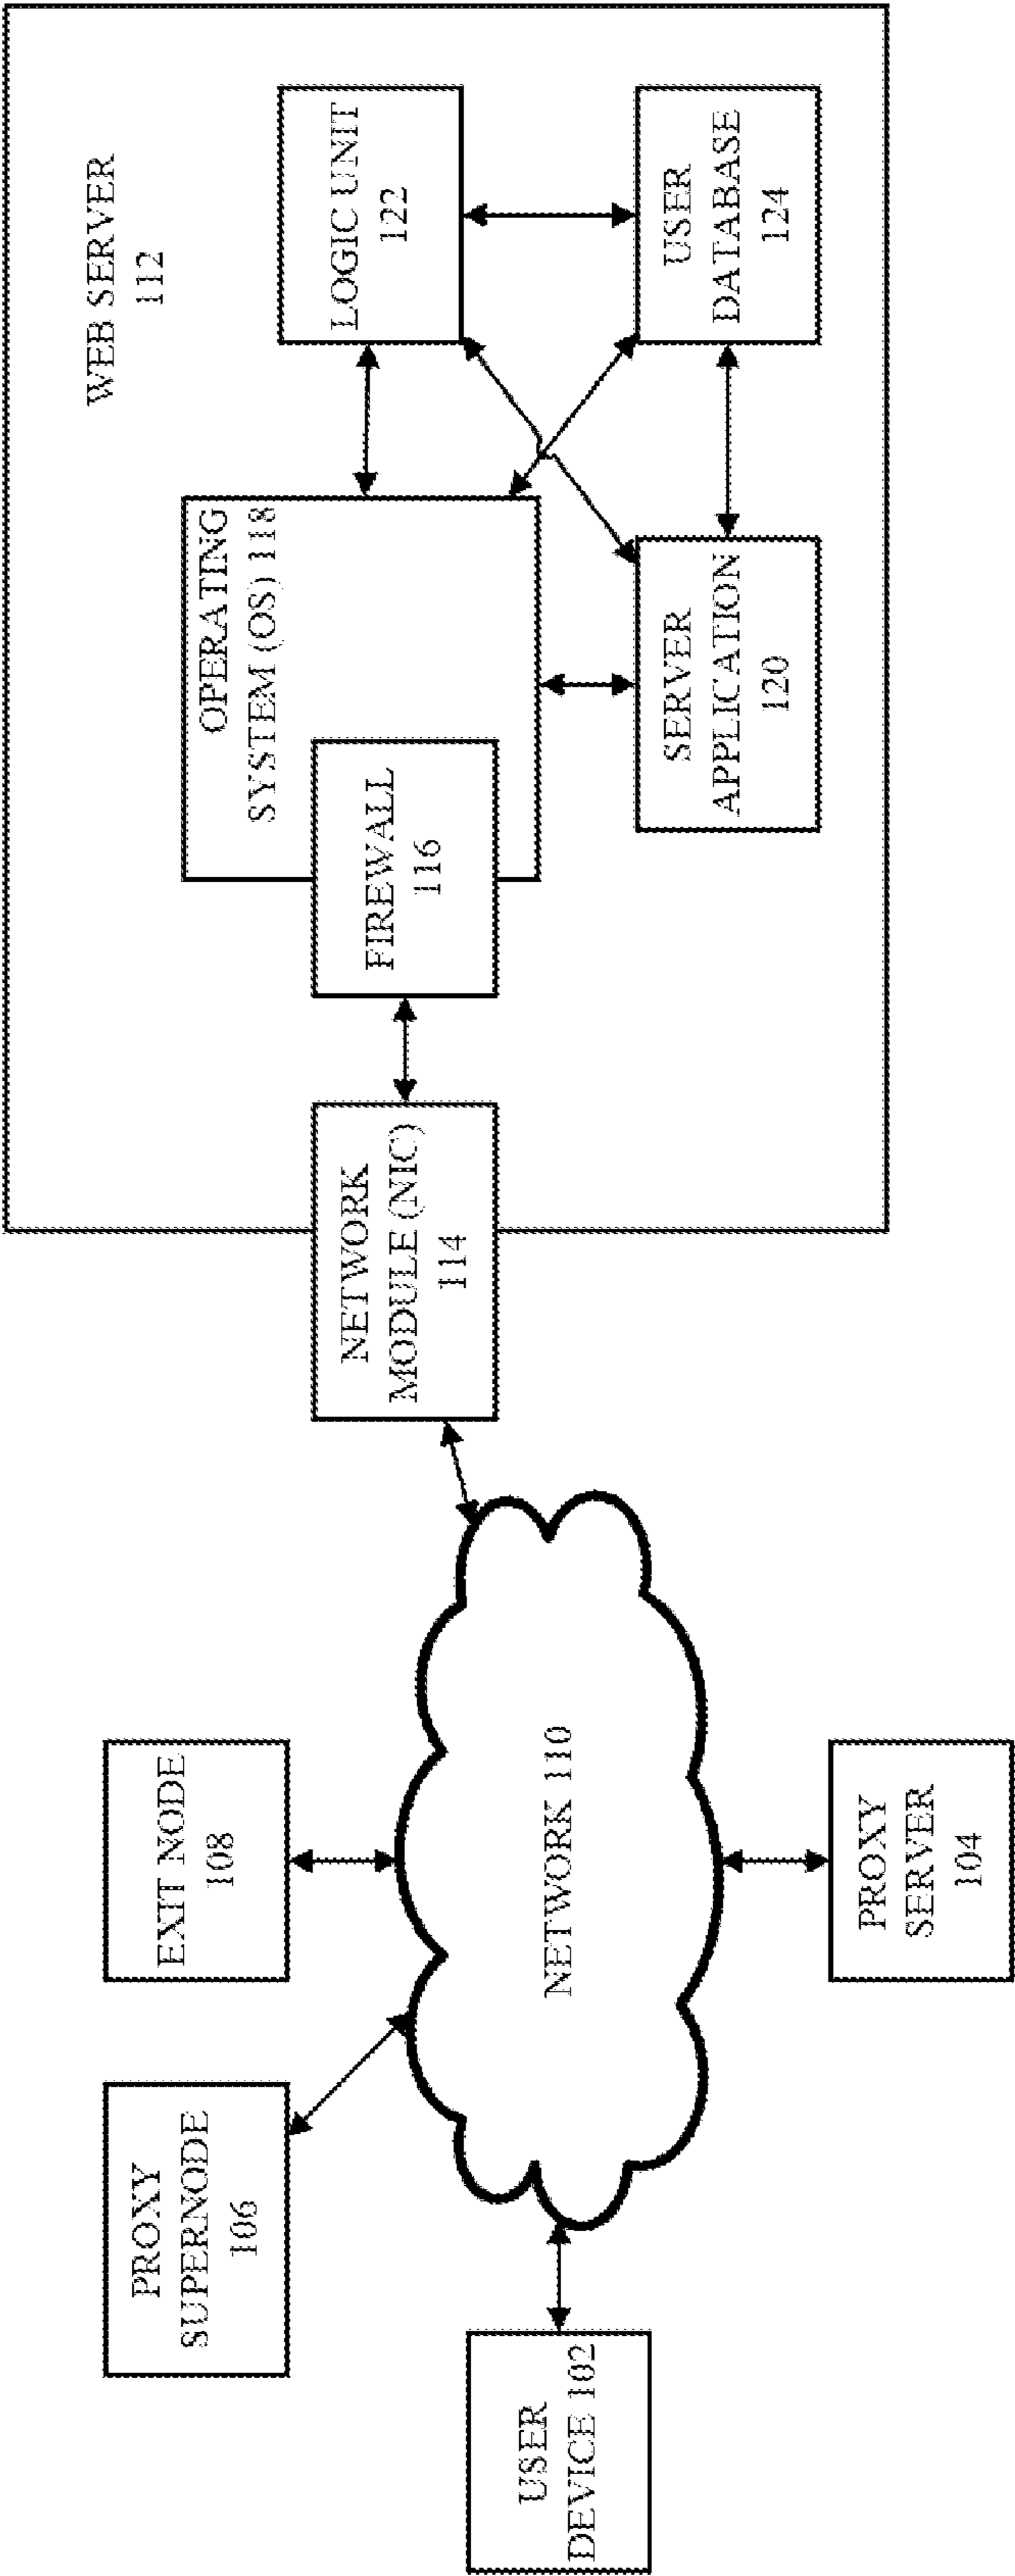 USER
DEVICE 102
PROXY
SUPERNODE
106
EXIT NODE
108
NETWORK 110
PROXY
SERVER
104
NETWORK
MODULE (NIC)
114
WEB SERVER
112
OPERATING
SYSTEM (OS) 118
FIREWALL
116
LOGIC UNIT
122
SERVER
APPLICATION
120
USER
DATABASE
124